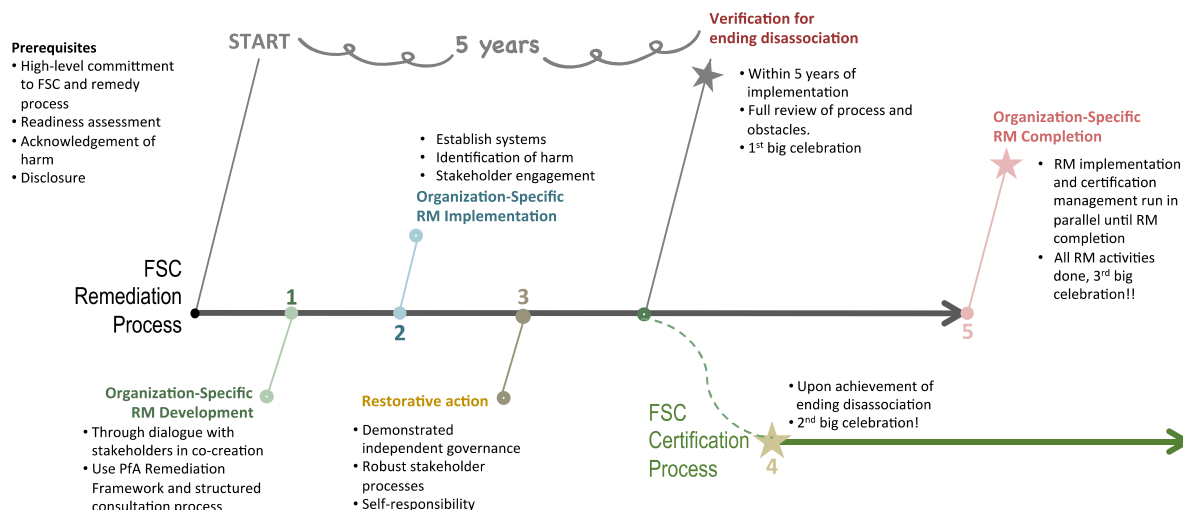 Prerequisites
• High-level committment
to FSC and remedy
process
• Readiness assessment
• Acknowledgement of
harm
• Disclosure
START
5 years
Verification for
ending disassociation
• Within 5 years of
implementation
• Full review of process and
obstacles.
• 1st big celebration
Organization-Specific
RM Completion
• RM implementation
and certification
management run in
parallel until RM
completion
• All RM activities
done, 3rd big
celebration!!
• Establish systems
• Identification of harm
• Stakeholder engagement
Organization-Specific
RM Implementation
FSC
Remediation
Process
1
2
3
5
Organization-Specific
RM Development
• Through dialogue with
stakeholders in co-creation
• Use PfA Remediation
Framework and structured
consultation process
Restorative action
• Demonstrated
independent governance
• Robust stakeholder
processes
• Self-responsibility
FSC
Certification
Process
4
• Upon achievement of
ending disassociation
• 2nd big celebration!